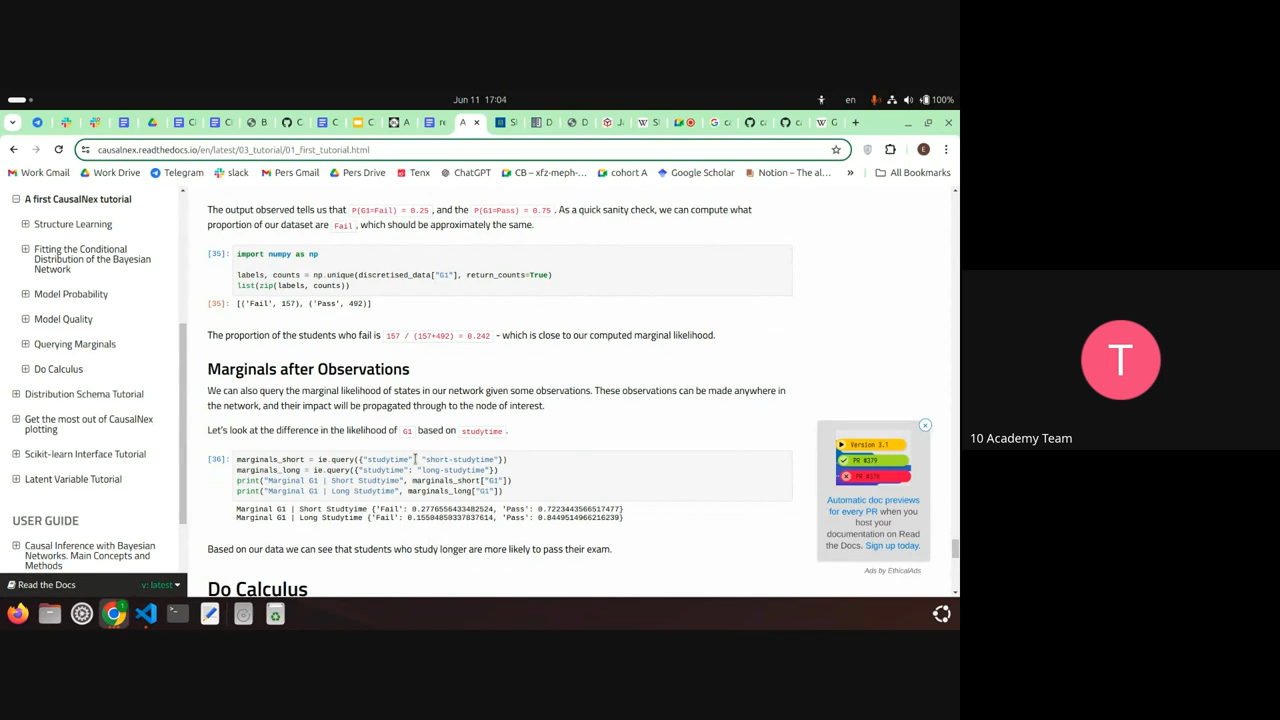 Jun 11 17:04
en
100%
C
C
B
C
C
C
A
re
A
S
D
D
J
S
G
c
c
c
G
causalnex.readthedocs.io/en/latest/03_tutorial/01_first_tutorial.html
E
Work Gmail
Work Drive
Telegram
slack
Pers Gmail
Pers Drive
Tenx
ChatGPT
CB – xfz-meph-...
cohort A
Google Scholar
Notion – The al...
All Bookmarks
A first CausalNex tutorial
Structure Learning
Fitting the Conditional
Distribution of the Bayesian
Network
Model Probability
Model Quality
Querying Marginals
Do Calculus
Distribution Schema Tutorial
Get the most out of CausalNex
plotting
Scikit-learn Interface Tutorial
Latent Variable Tutorial
USER GUIDE
Causal Inference with Bayesian
Networks. Main Concepts and
Methods
Read the Docs
v: latest
The output observed tells us that P(G1=Fail) = 0.25, and the P(G1=Pass) = 0.75. As a quick sanity check, we can compute what
proportion of our dataset are Fail, which should be approximately the same.
[35]: import numpy as np
labels, counts = np.unique(discretised_data["G1"], return_counts=True)
list(zip(labels, counts))
[35]: [('Fail', 157), ('Pass', 492)]
The proportion of the students who fail is 157 / (157+492) = 0.242 - which is close to our computed marginal likelihood.
Marginals after Observations
We can also query the marginal likelihood of states in our network given some observations. These observations can be made anywhere in
the network, and their impact will be propagated through to the node of interest.
Let's look at the difference in the likelihood of G1 based on studytime.
[36]: marginals_short = ie.query({"studytime": "short-studytime"})
marginals_long = ie.query({"studytime": "long-studytime"})
print("Marginal G1 | Short Studtyime", marginals_short["G1"])
print("Marginal G1 | Long Studytime", marginals_long["G1"])
Marginal G1 | Short Studtyime {'Fail': 0.2776556433482524, 'Pass': 0.7223443566517477}
Marginal G1 | Long Studytime {'Fail': 0.15504850337837614, 'Pass': 0.8449514966216239}
Based on our data we can see that students who study longer are more likely to pass their exam.
Do Calculus
Version 3.1
PR #379
Automatic doc previews
for every PR when you
host your
documentation on Read
the Docs. Sign up today.
Ads by EthicalAds
T
10 Academy Team